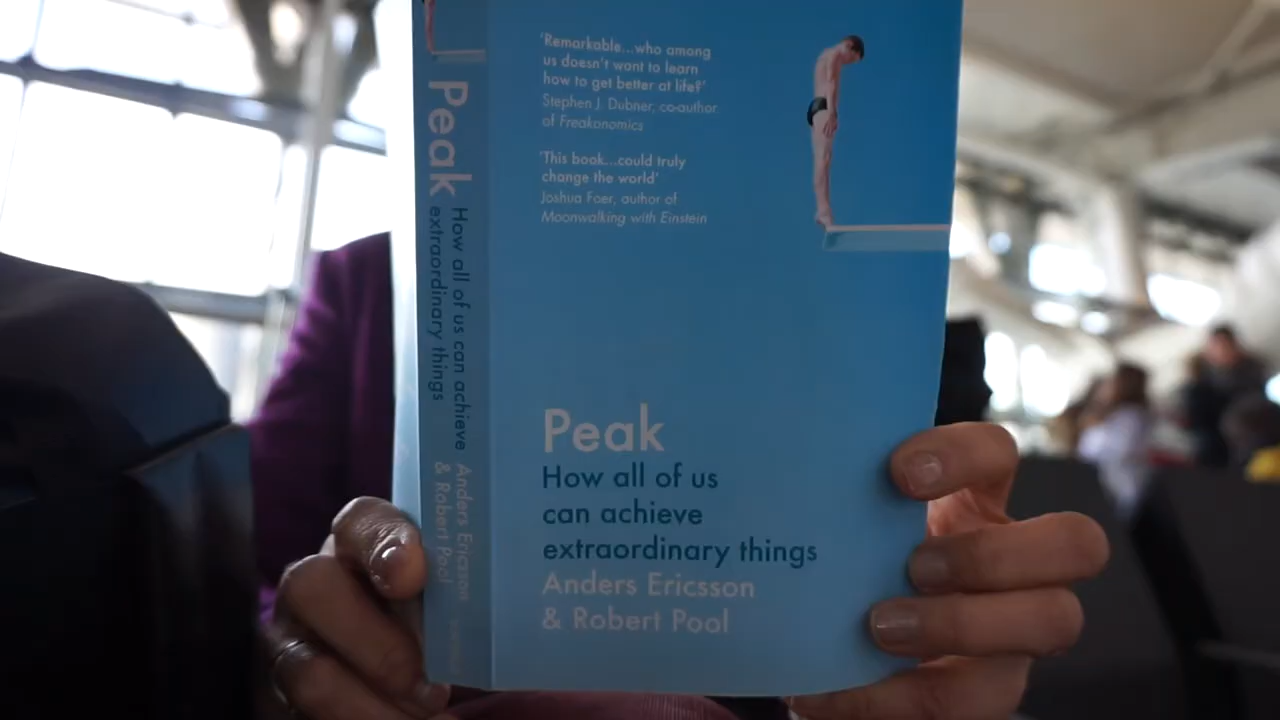 Peak
How all of us can achieve
extraordinary things
Anders Ericsson
& Robert Pool
'Remarkable...who among
us doesn't want to learn
how to get better at life?'
Stephen J. Dubner, co-author
of Freakonomics
'This book...could truly
change the world'
Joshua Foer, author of
Moonwalking with Einstein
Peak
How all of us
can achieve
extraordinary things
Anders Ericsson
& Robert Pool